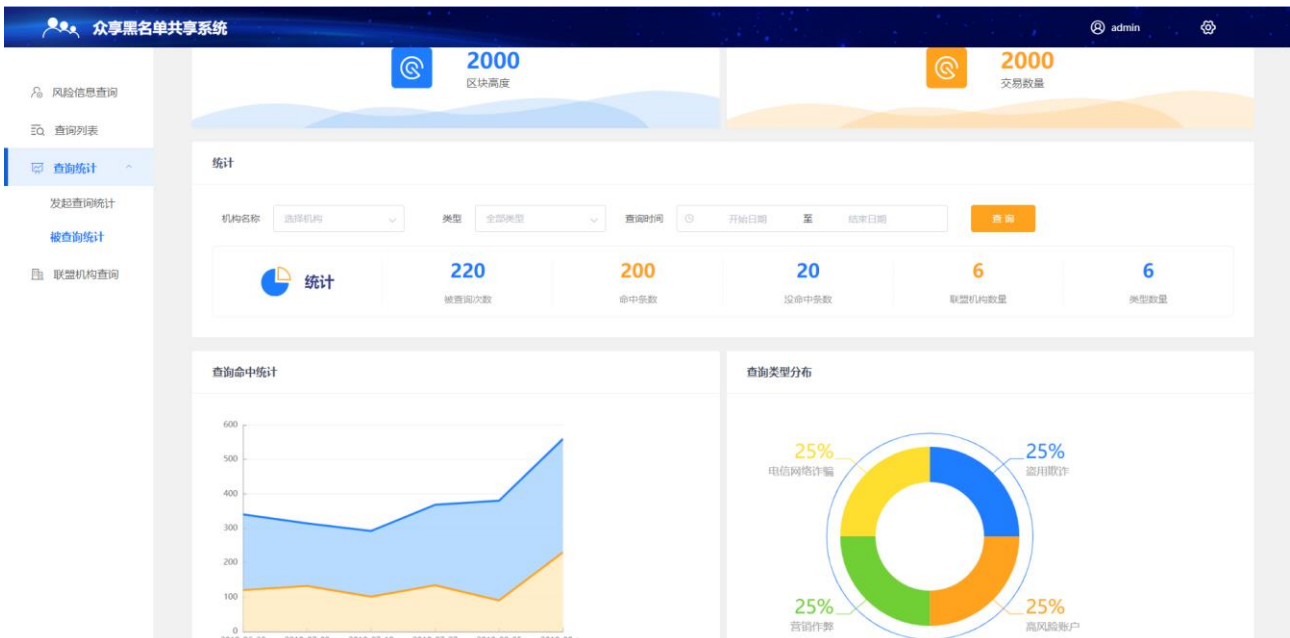 众享黑名单共享系统
admin
风险信息查询
查询列表
查询统计
发起查询统计
被查询统计
联盟机构查询
2000
区块高度
2000
交易数量
统计
机构名称 选择机构 类型 全部类型 查询时间 开始日期 至 结束日期 查询
统计
220
被查询次数
200
命中条数
20
没命中条数
6
联盟机构数量
6
类型数量
查询命中统计
600
500
400
300
200
100
0
查询类型分布
25%
电信网络诈骗
25%
盗用欺诈
25%
营销作弊
25%
高风险账户